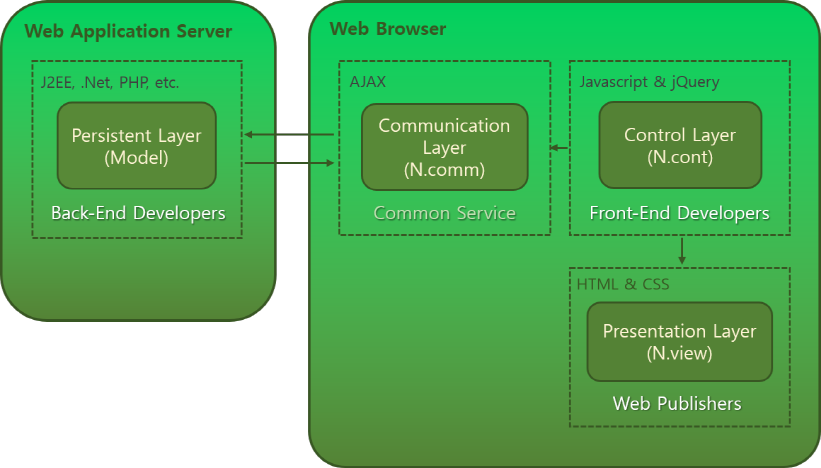 Web Application Server
J2EE, .Net, PHP, etc.
Persistent Layer
(Model)
Back-End Developers
Web Browser
AJAX
Communication
Layer
(N.comm)
Common Service
Javascript & jQuery
Control Layer
(N.cont)
Front-End Developers
HTML & CSS
Presentation Layer
(N.view)
Web Publishers